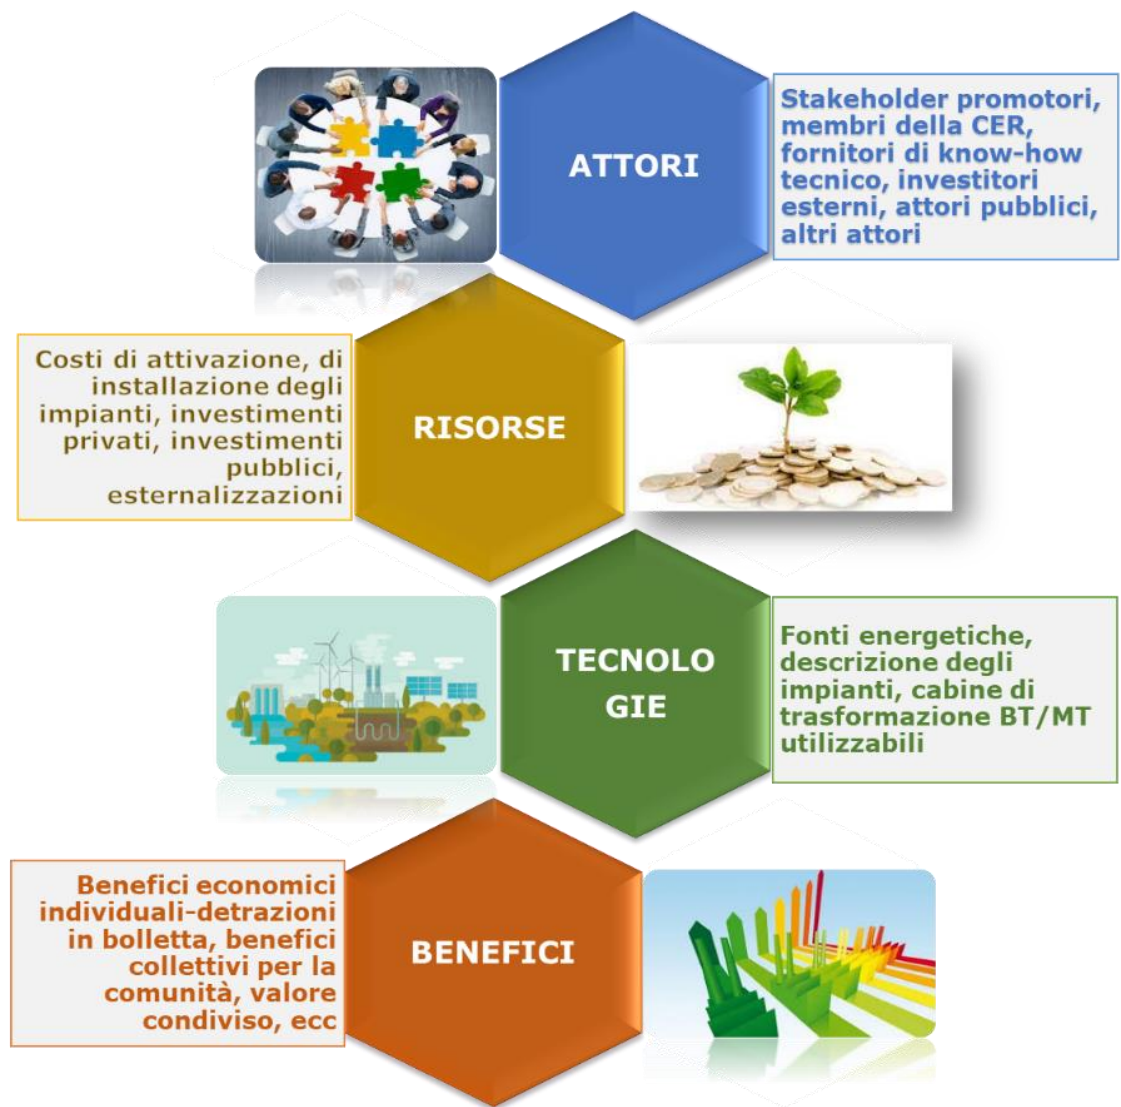 ATTORI
Stakeholder promotori,
membri della CER,
fornitori di know-how
tecnico, investitori
esterni, attori pubblici,
altri attori
Costi di attivazione, di
installazione degli
impianti, investimenti
privati, investimenti
pubblici,
esternalizzazioni
RISORSE
TECNOLO
GIE
Fonti energetiche,
descrizione degli
impianti, cabine di
trasformazione BT/MT
utilizzabili
Benefici economici
individuali-detrazioni
in bolletta, benefici
collettivi per la
comunità, valore
condiviso, ecc
BENEFICI